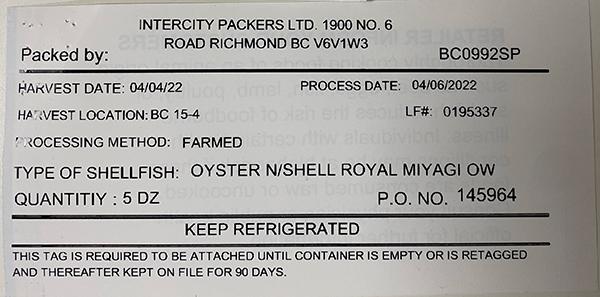 INTERCITY PACKERS LTD. 1900 NO. 6
ROAD RICHMOND BC V6V1W3
Packed by: BC0992SP
HARVEST DATE: 04/04/22 PROCESS DATE: 04/06/2022
HARVEST LOCATION: BC 15-4 LF#: 0195337
PROCESSING METHOD: FARMED
TYPE OF SHELLFISH: OYSTER N/SHELL ROYAL MIYAGI OW
QUANTITIY : 5 DZ P.O. NO. 145964
KEEP REFRIGERATED
THIS TAG IS REQUIRED TO BE ATTACHED UNTIL CONTAINER IS EMPTY OR IS RETAGGED
AND THEREAFTER KEPT ON FILE FOR 90 DAYS.